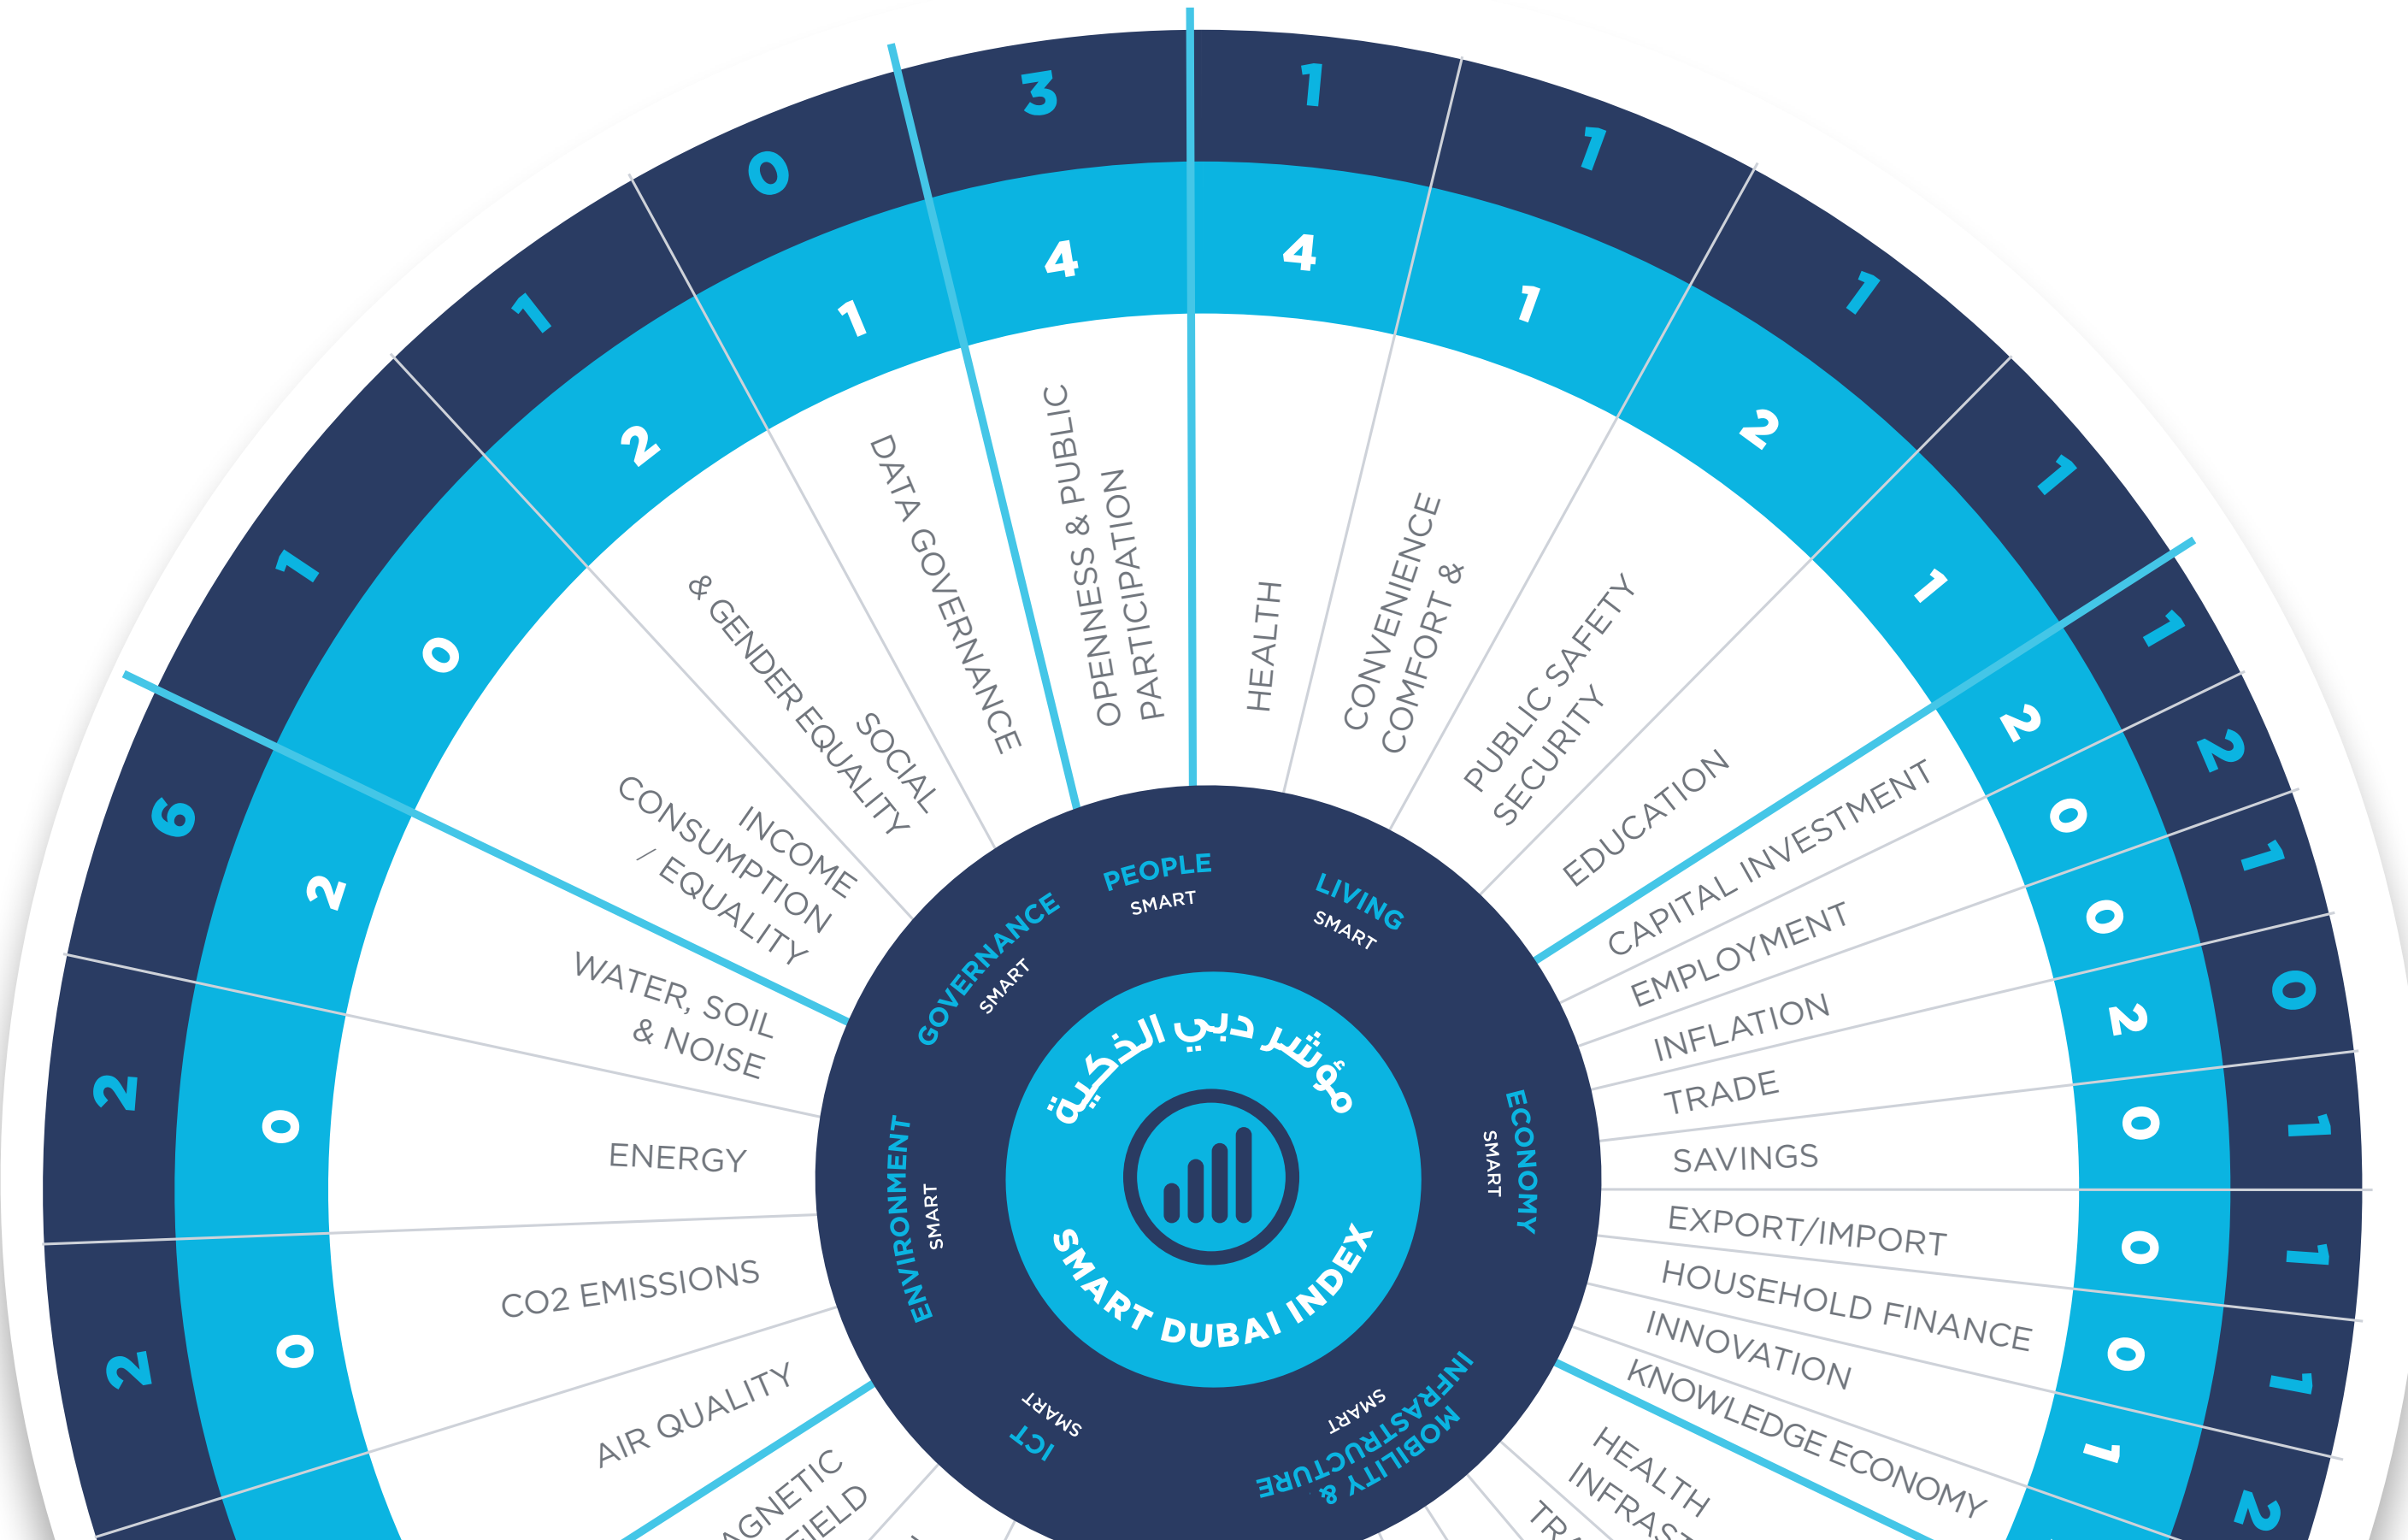 2
2
6
1
1
0
3
1
1
1
1
1
2
1
0
1
1
1
2
0
0
2
0
2
1
4
4
1
2
1
2
0
0
2
0
0
0
1
AIR QUALITY
CO2 EMISSIONS
ENERGY
WATER, SOIL
& NOISE
INCOME
CONSUMPTION
/ EQUALITY
SOCIAL
& GENDER EQUALITY
DATA GOVERNANCE
OPENNESS & PUBLIC
PARTICIPATION
HEALTH
CONVENIENCE
COMFORT &
PUBLIC SAFETY
SECURITY
EDUCATION
CAPITAL INVESTMENT
EMPLOYMENT
INFLATION
TRADE
SAVINGS
EXPORT/IMPORT
HOUSEHOLD FINANCE
INNOVATION
KNOWLEDGE ECONOMY
HEALTH
ENVIRONMENT
SMART
GOVERNANCE
SMART
PEOPLE
SMART
LIVING
SMART
ECONOMY
SMART
MOBILITY &
INFRASTRUCTURE
SMART
ICT
SMART
مؤشر دبي الذكية
SMART DUBAI INDEX